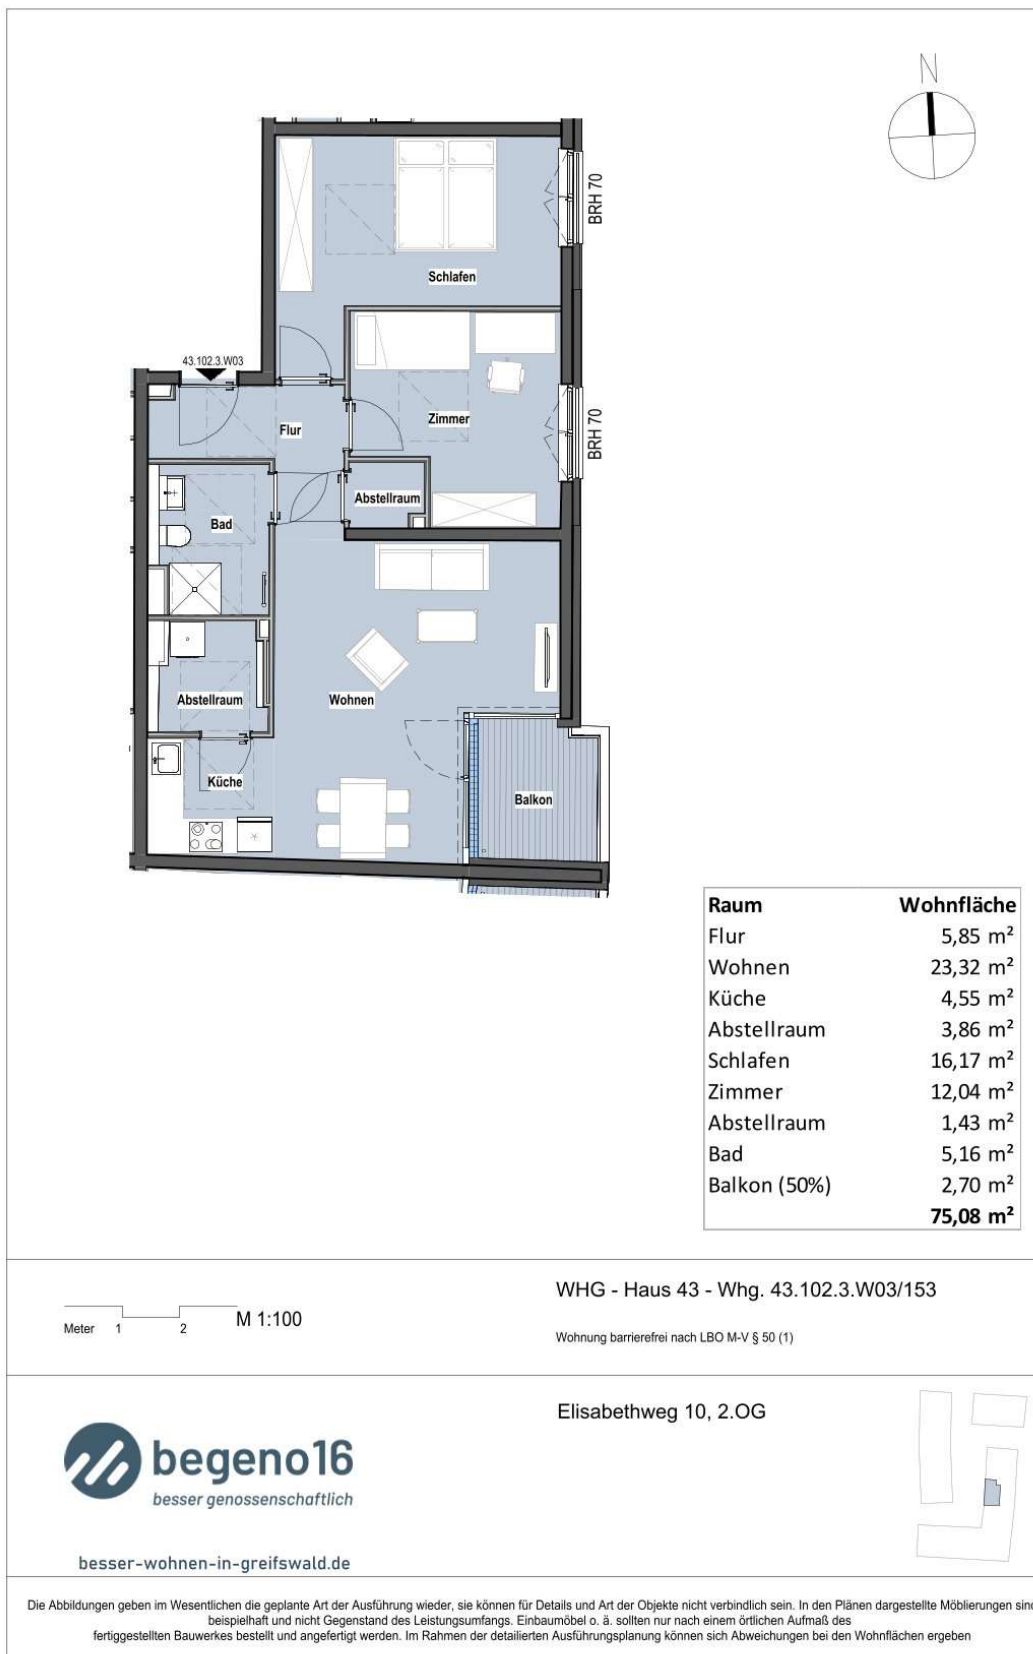 N
BRH 70
Schlafen
43.102.3.W03
Zimmer
BRH 70
Flur
Abstellraum
Bad
Abstellraum
Wohnen
Küche
Balkon
Raum Wohnfläche
Flur 5,85 m²
Wohnen 23,32 m²
Küche 4,55 m²
Abstellraum 3,86 m²
Schlafen 16,17 m²
Zimmer 12,04 m²
Abstellraum 1,43 m²
Bad 5,16 m²
Balkon (50%) 2,70 m²
75,08 m²
Meter 1 2 M 1:100
WHG - Haus 43 - Whg. 43.102.3.W03/153
Wohnung barrierefrei nach LBO M-V § 50 (1)
Elisabethweg 10, 2.OG
begeno16
besser genossenschaftlich
besser-wohnen-in-greifswald.de
Die Abbildungen geben im Wesentlichen die geplante Art der Ausführung wieder, sie können für Details und Art der Objekte nicht verbindlich sein. In den Plänen dargestellte Möblierungen sind
beispielhaft und nicht Gegenstand des Leistungsumfangs. Einbaumöbel o. ä. sollten nur nach einem örtlichen Aufmaß des
fertiggestellten Bauwerkes bestellt und angefertigt werden. Im Rahmen der detailierten Ausführungsplanung können sich Abweichungen bei den Wohnflächen ergeben